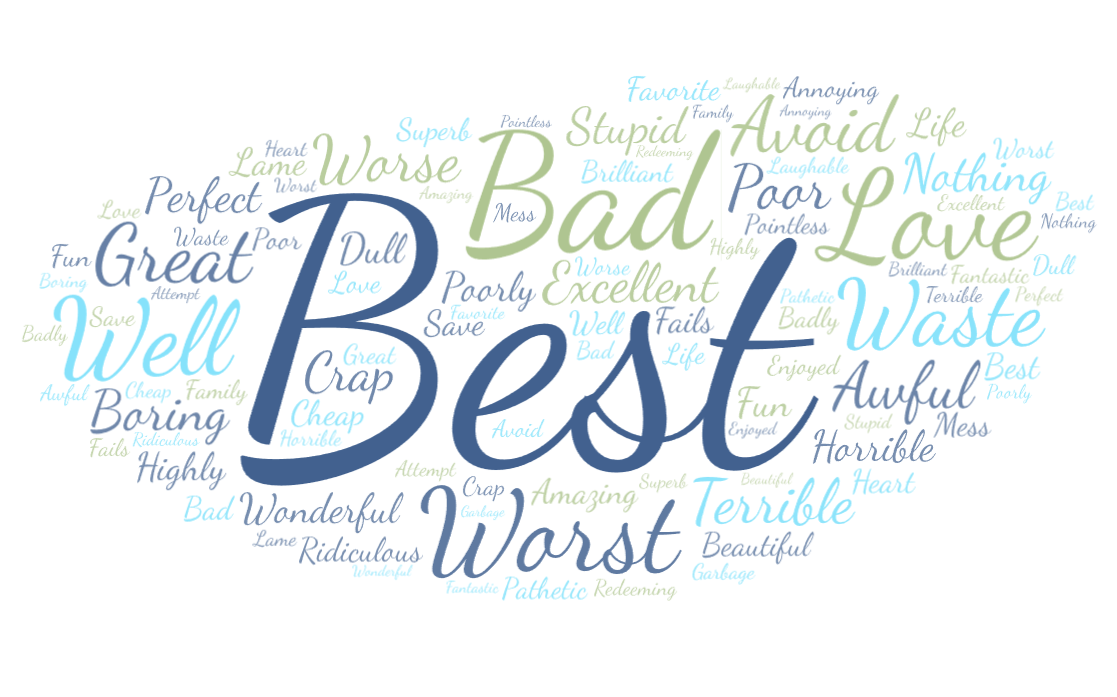 Favorite
Laughable
Annoying
Superb
Pointless
Stupid
Family
Annoying
Avoid
Life
Heart
Lame
Worse
Bad
Redeeming
Brilliant
Laughable
Nothing
Worst
Perfect
Worst
Amazing
Mess
Poor
Love
Excellent
Best
Nothing
Love
Great
Waste
Poor
Dull
Highly
Pointless
Fun
Boring
Attempt
Love
Best
Poorly
Excellent
Worse
Brilliant
Fantastic
Dull
Badly
Save
Well
Favorite
Save
Well
Fails
Pathetic
Badly
Waste
Terrible
Perfect
Great
Crap
Bad
Life
Enjoyed
Awful
Best
Poorly
Awful
Cheap
Family
Boring
Cheap
Fun
Stupid
Mess
Fails
Ridiculous
Horrible
Avoid
Enjoyed
Horrible
Highly
Attempt
Crap
Amazing
Superb
Beautiful
Terrible
Heart
Bad
Wonderful
Garbage
Worst
Lame
Ridiculous
Beautiful
Wonderful
Fantastic
Pathetic
Redeeming
Garbage